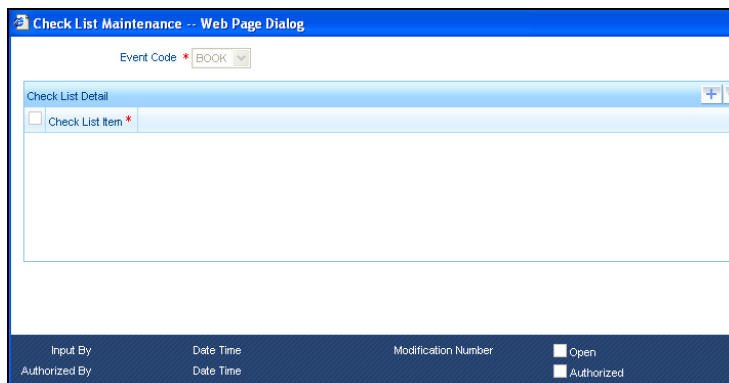 Check List Maintenance -- Web Page Dialog
Event Code * BOOK
Check List Detail
Check List Item *
Input By Date Time Modification Number Open
Authorized By Date Time Authorized